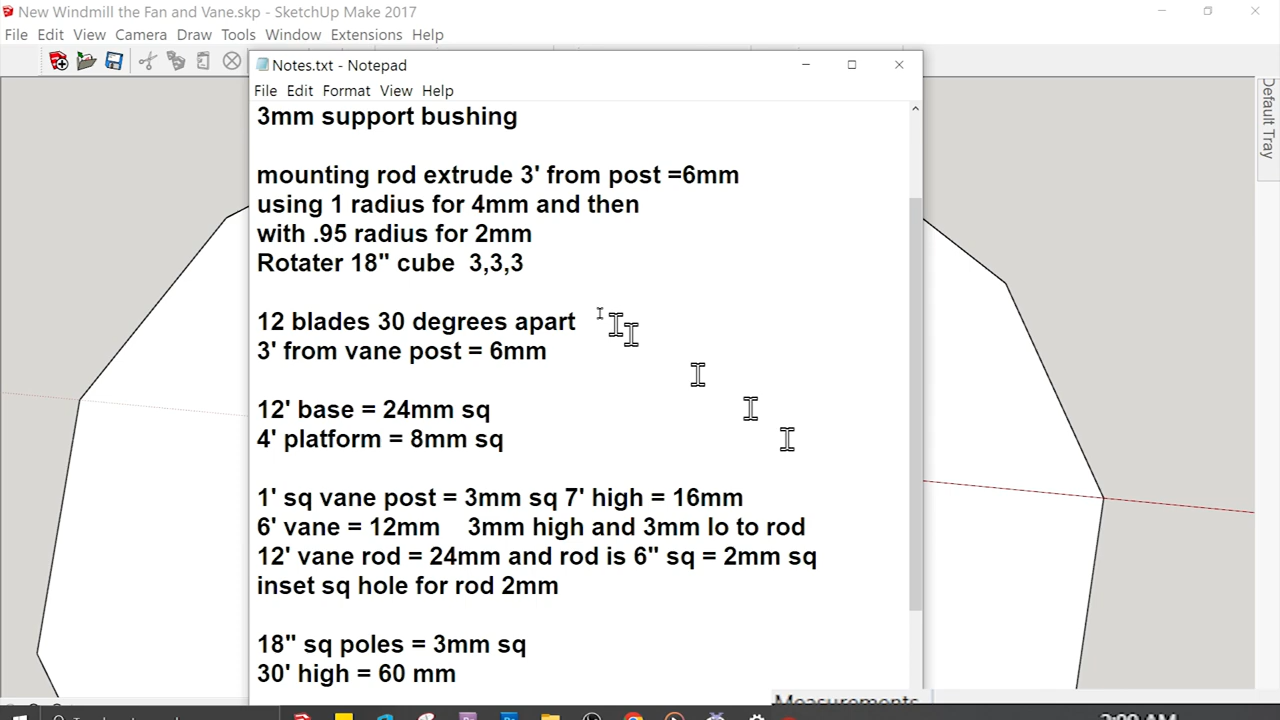 New Windmill the Fan and Vane.skp - SketchUp Make 2017
File Edit View Camera Draw Tools Window Extensions Help
Notes.txt - Notepad
File Edit Format View Help
3mm support bushing
mounting rod extrude 3' from post =6mm
using 1 radius for 4mm and then
with .95 radius for 2mm
Rotater 18" cube 3,3,3
12 blades 30 degrees apart
3' from vane post = 6mm
12' base = 24mm sq
4' platform = 8mm sq
1' sq vane post = 3mm sq 7' high = 16mm
6' vane = 12mm 3mm high and 3mm lo to rod
12' vane rod = 24mm and rod is 6" sq = 2mm sq
inset sq hole for rod 2mm
18" sq poles = 3mm sq
30' high = 60 mm
Default Tray
Measurements